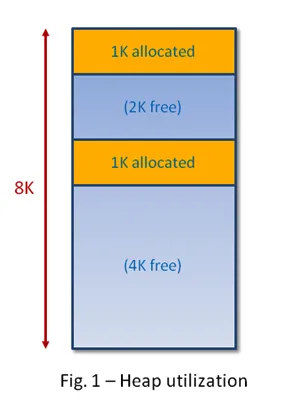 1K allocated
(2K free)
1K allocated
8K
(4K free)
Fig. 1 – Heap utilization